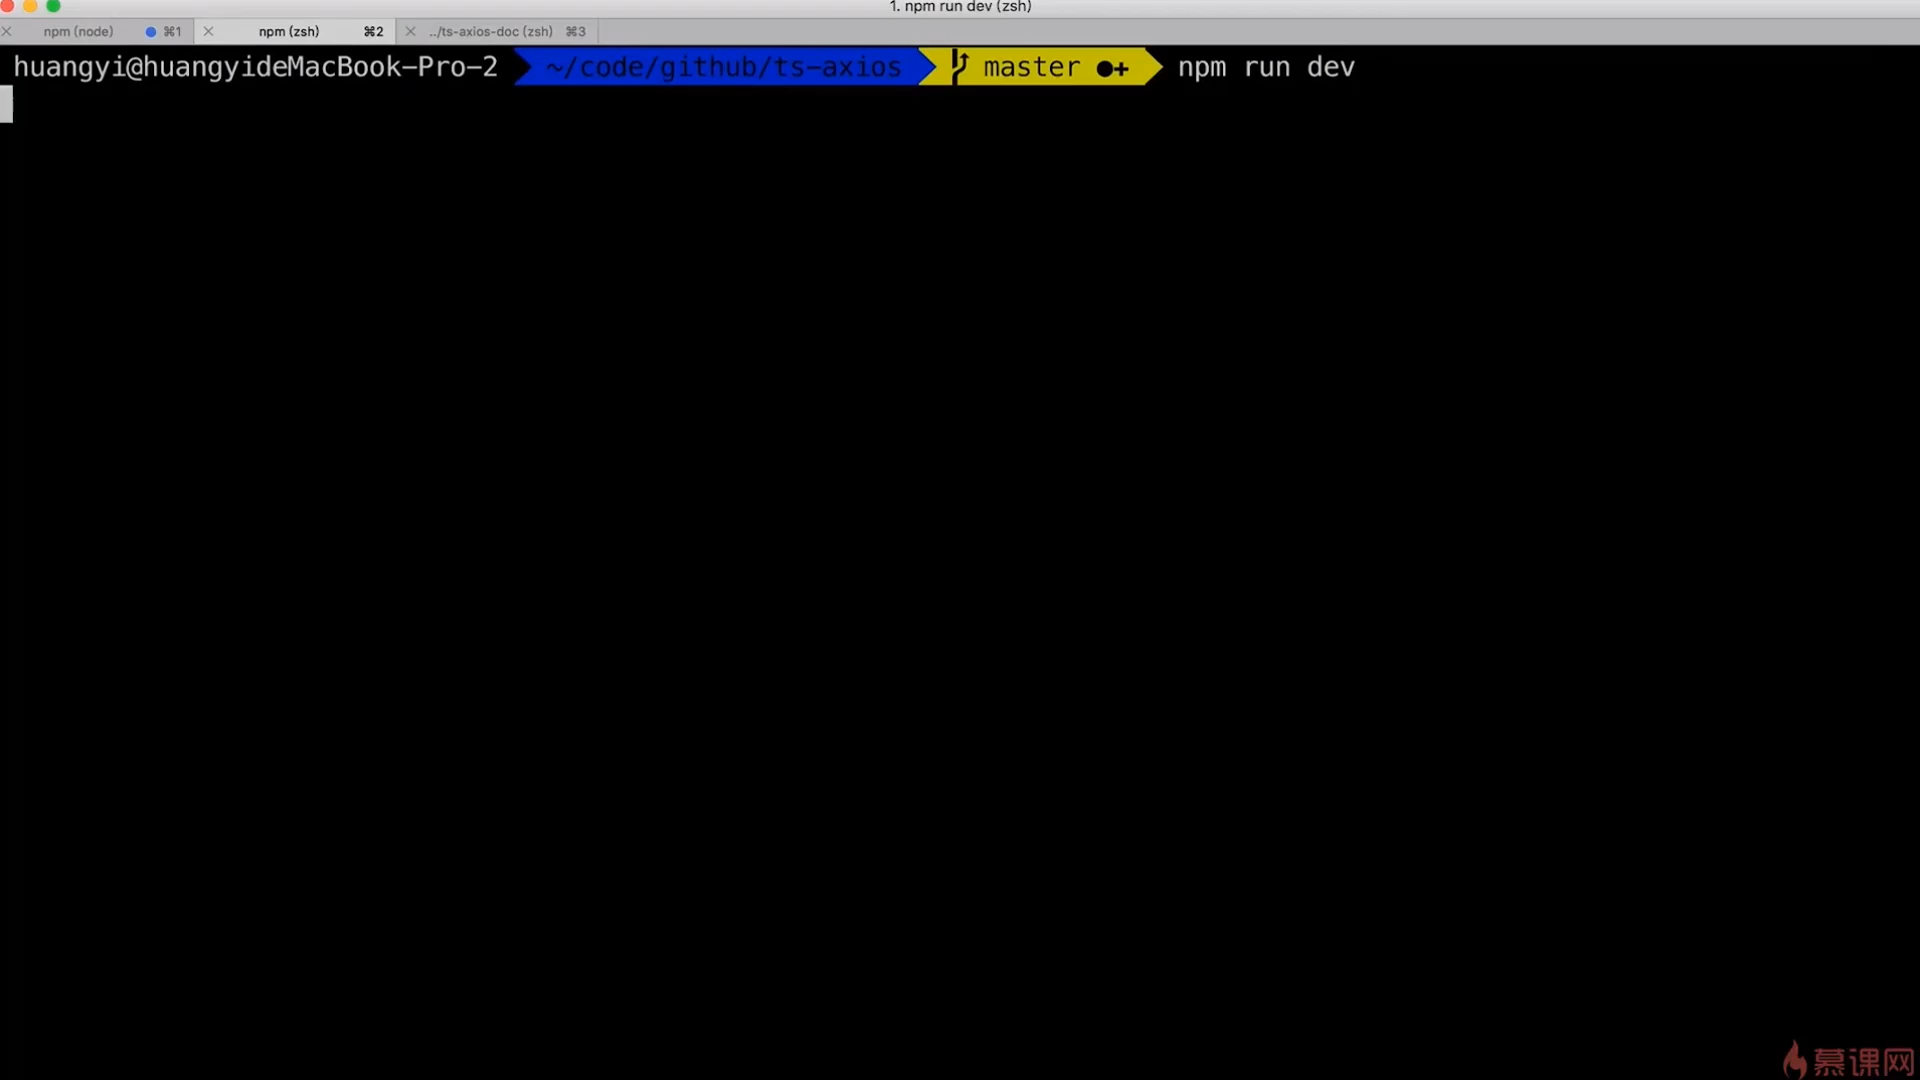 1. npm run dev (zsh)
npm (node) ⌘1 npm (zsh) ⌘2 ../ts-axios-doc (zsh) ⌘3
huangyi@huangyideMacBook-Pro-2 ~/code/github/ts-axios master ●+ npm run dev
慕课网